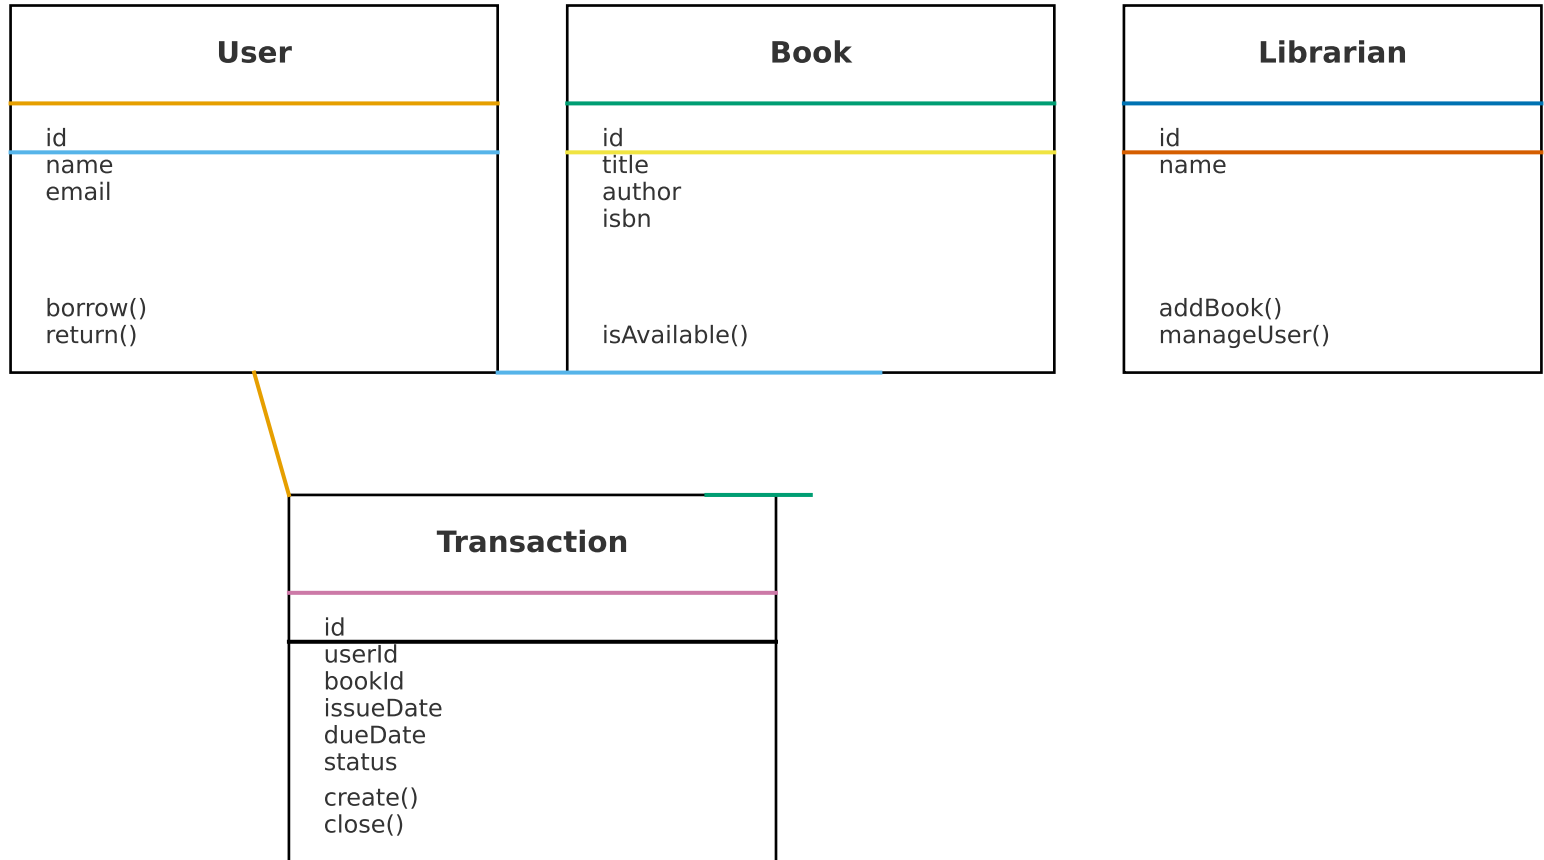 User
id
name
email
borrow()
return()
Book
id
title
author
isbn
isAvailable()
Librarian
id
name
addBook()
manageUser()
Transaction
id
userId
bookId
issueDate
dueDate
status
create()
close()